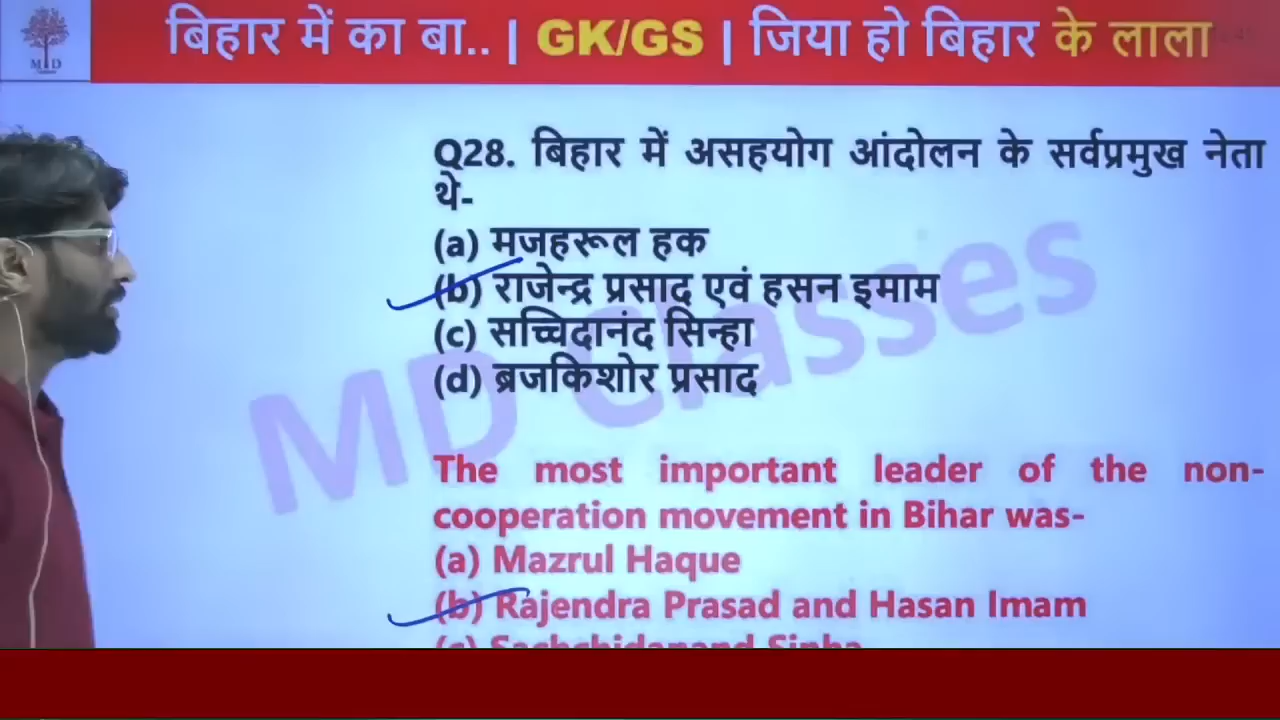 बिहार में का बा.. | GK/GS | जिया हो बिहार के लाला
Q28. बिहार में असहयोग आंदोलन के सर्वप्रमुख नेता
थे-
(a) मजहरूल हक
(b) राजेन्द्र प्रसाद एवं हसन इमाम
(c) सच्चिदानंद सिन्हा
(d) ब्रजकिशोर प्रसाद
MD Classes
The most important leader of the non-
cooperation movement in Bihar was-
(a) Mazrul Haque
(b) Rajendra Prasad and Hasan Imam
(c) Sachchidanand Sinha